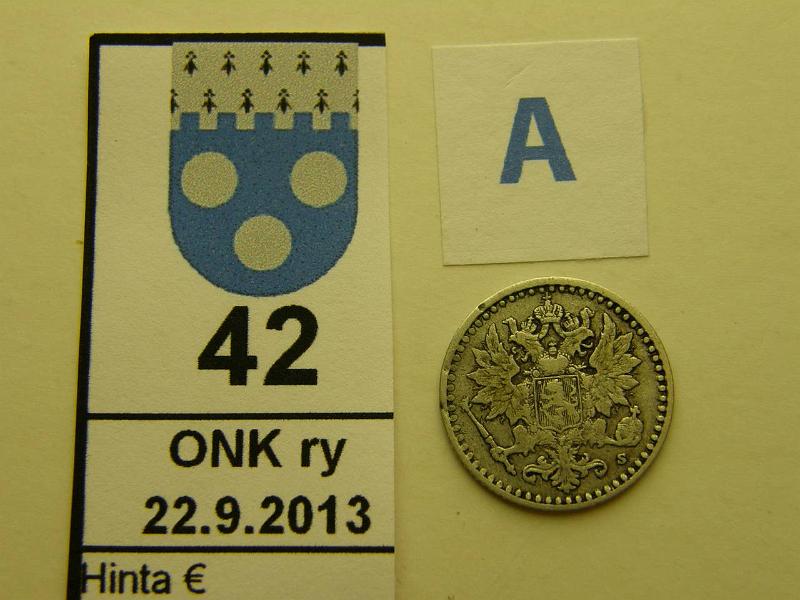 A
42
ONK ry
22.9.2013
Hinta €
S